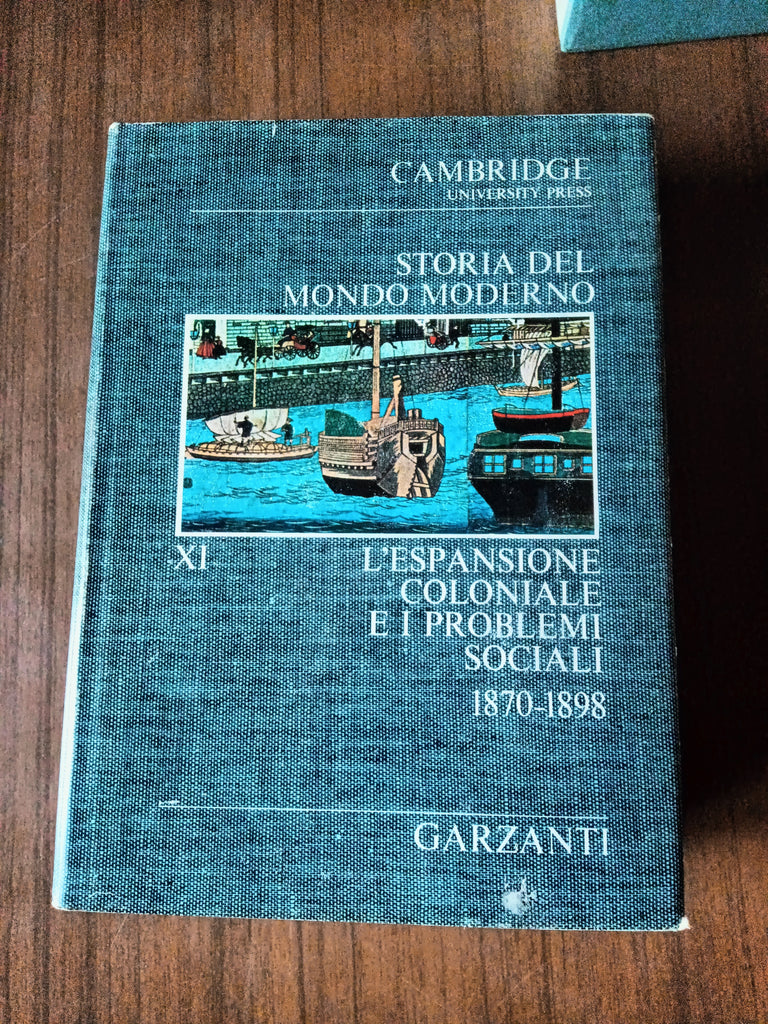 CAMBRIDGE
UNIVERSITY PRESS
STORIA DEL
MONDO MODERNO
XI
L'ESPANSIONE
COLONIALE
E I PROBLEMI
SOCIALI
1870-1898
GARZANTI